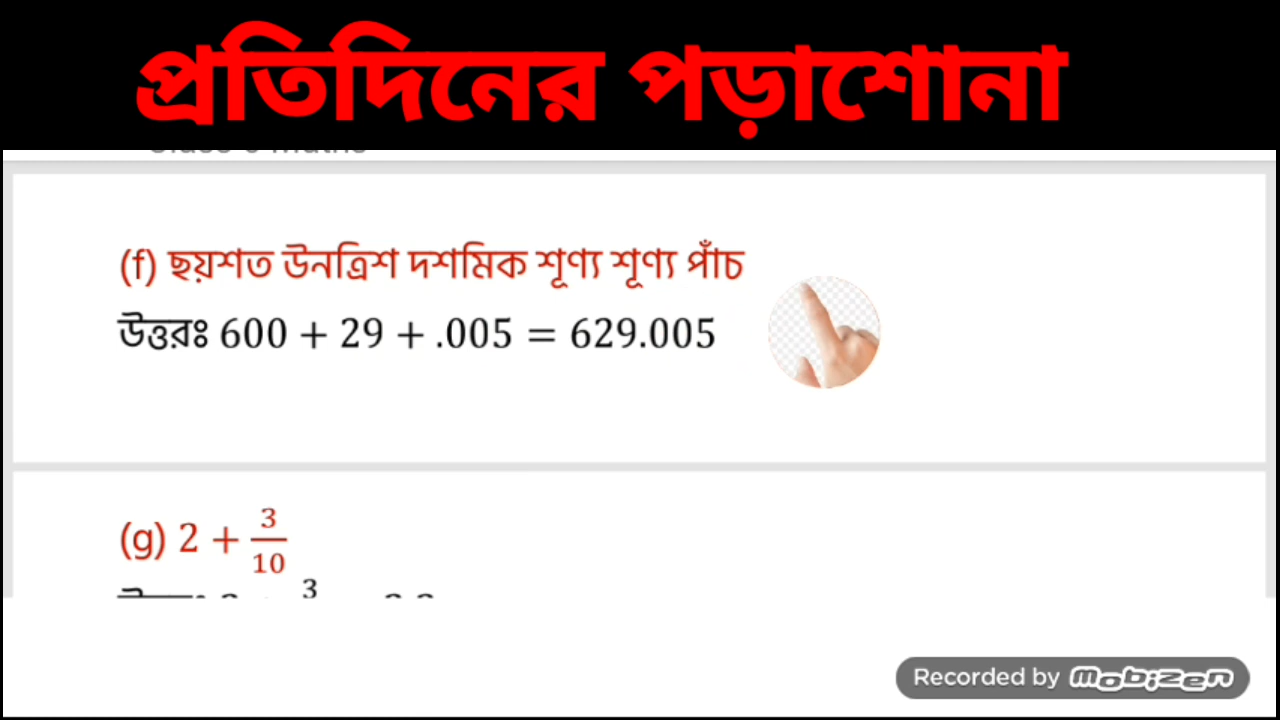 প্রতিদিনের পড়াশোনা
(f) ছয়শত উনত্রিশ দশমিক শূণ্য শূণ্য পাঁচ
উত্তরঃ 600 + 29 + .005 = 629.005
(g) 2 + 3/10
Recorded by Mobizen